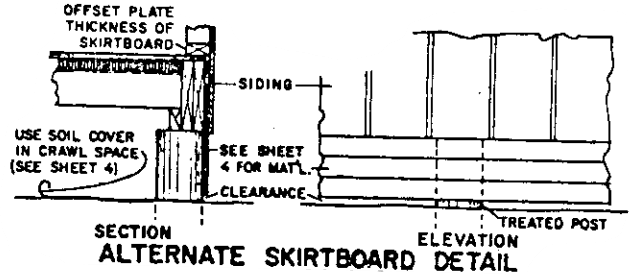 OFFSET PLATE
THICKNESS OF
SKIRTBOARD
SIDING
USE SOIL COVER
IN CRAWL SPACE
(SEE SHEET 4)
SEE SHEET
4 FOR MAT'L.
CLEARANCE
TREATED POST
SECTION
ELEVATION
ALTERNATE SKIRTBOARD DETAIL